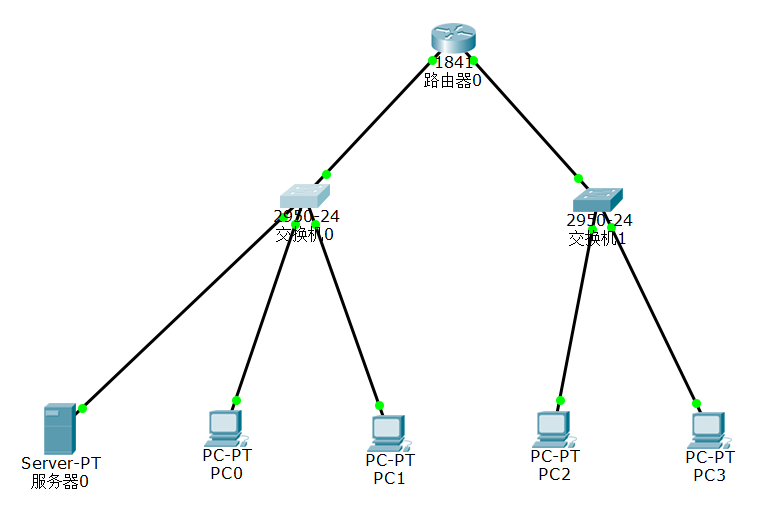 1841
路由器0
2950-24
交换机0
2950-24
交换机1
Server-PT
服务器0
PC-PT
PC0
PC-PT
PC1
PC-PT
PC2
PC-PT
PC3